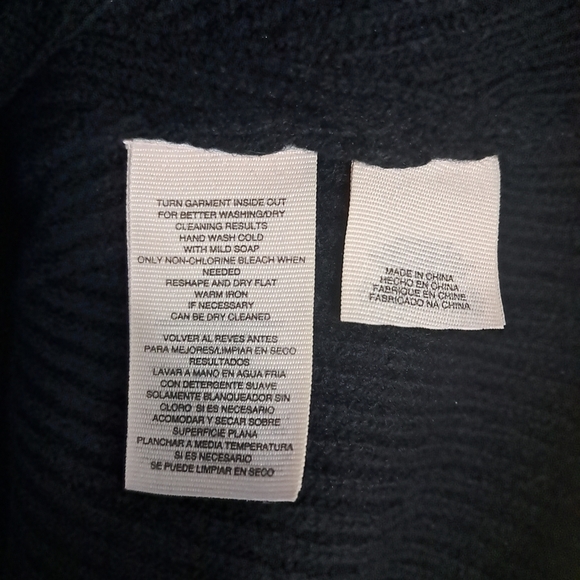 TURN GARMENT INSIDE OUT
FOR BETTER WASHING/DRY
CLEANING RESULTS
HAND WASH COLD
WITH MILD SOAP
ONLY NON-CHLORINE BLEACH WHEN
NEEDED
RESHAPE AND DRY FLAT
WARM IRON
IF NECESSARY
CAN BE DRY CLEANED
VOLVER AL REVES ANTES
PARA MEJORES/LIMPIAR EN SECO
RESULTADOS
LAVAR A MANO EN AGUA FRIA
CON DETERGENTE SUAVE
SOLAMENTE BLANQUEADOR SIN
CLORO SI ES NECESARIO
ACOMODAR Y SECAR SOBRE
SUPERFICIE PLANA
PLANCHAR A MEDIA TEMPERATURA
SI ES NECESARIO
SE PUEDE LIMPIAR EN SECO
MADE IN CHINA
HECHO EN CHINA
FABRIQUE EN CHINE
FABRICADO NA CHINA